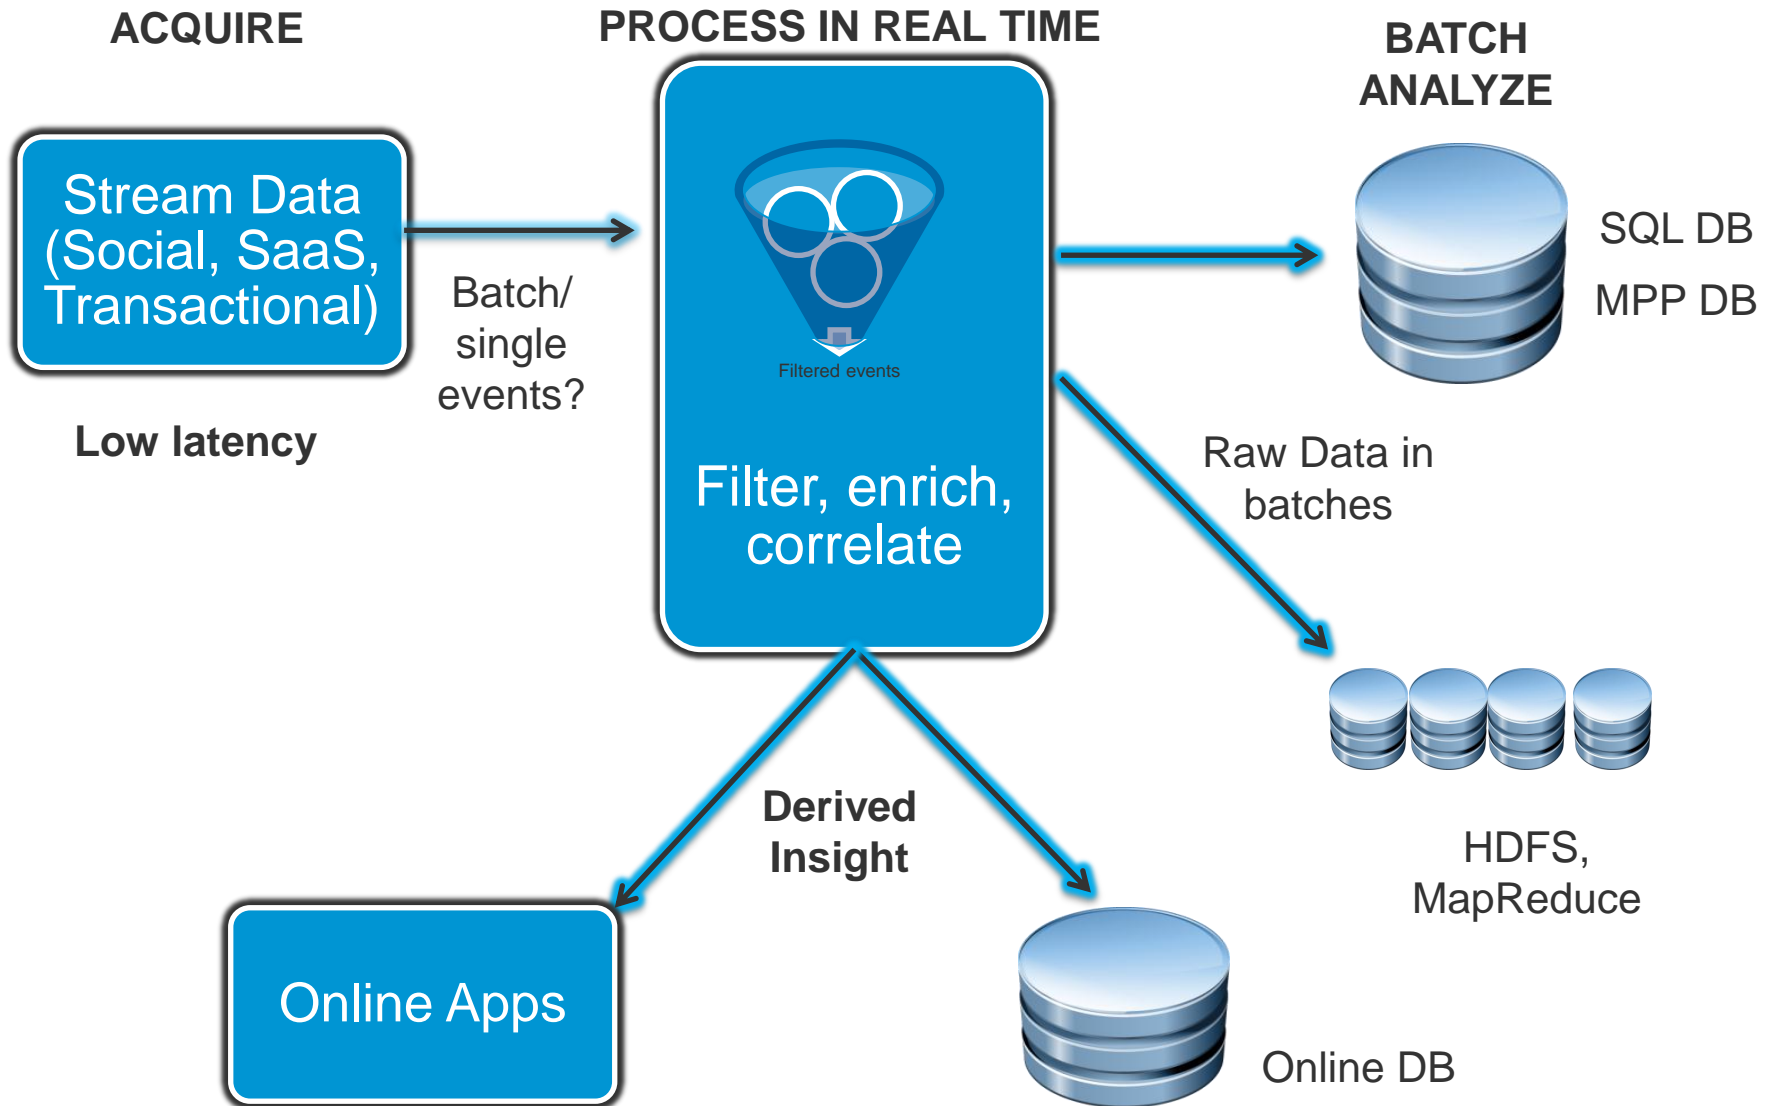 ACQUIRE
PROCESS IN REAL TIME
BATCH
ANALYZE
Stream Data
(Social, SaaS,
Transactional)
Low latency
Batch/
single
events?
Filtered events
Filter, enrich,
correlate
SQL DB
MPP DB
Raw Data in
batches
HDFS,
MapReduce
Derived
Insight
Online Apps
Online DB